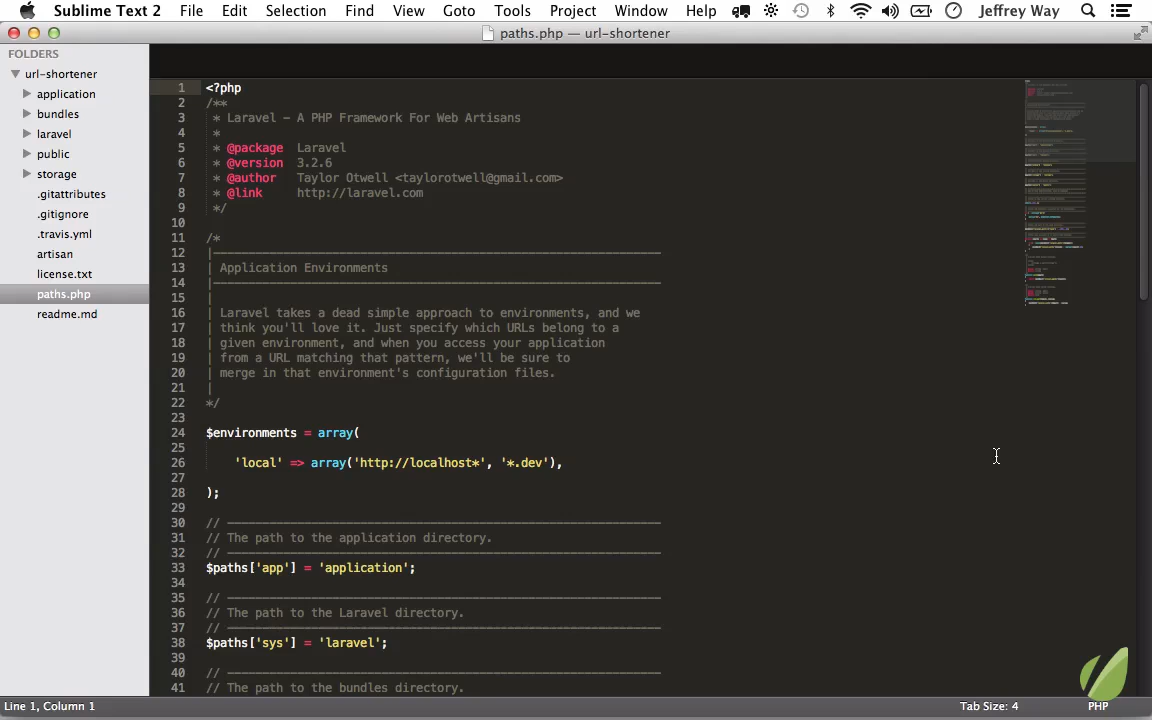 Sublime Text 2 File Edit Selection Find View Goto Tools Project Window Help Jeffrey Way
paths.php — url-shortener
FOLDERS
url-shortener
application
bundles
laravel
public
storage
.gitattributes
.gitignore
.travis.yml
artisan
license.txt
paths.php
readme.md
1 <?php
2 /**
3 * Laravel - A PHP Framework For Web Artisans
4 *
5 * @package Laravel
6 * @version 3.2.6
7 * @author Taylor Otwell <taylorotwell@gmail.com>
8 * @link http://laravel.com
9 */
10
11 /*
12 |--------------------------------------------------------------
13 | Application Environments
14 |--------------------------------------------------------------
15 |
16 | Laravel takes a dead simple approach to environments, and we
17 | think you'll love it. Just specify which URLs belong to a
18 | given environment, and when you access your application
19 | from a URL matching that pattern, we'll be sure to
20 | merge in that environment's configuration files.
21 |
22 */
23
24 $environments = array(
25
26 'local' => array('http://localhost*', '*.dev'),
27
28 );
29
30 // --------------------------------------------------------------
31 // The path to the application directory.
32 // --------------------------------------------------------------
33 $paths['app'] = 'application';
34
35 // --------------------------------------------------------------
36 // The path to the Laravel directory.
37 // --------------------------------------------------------------
38 $paths['sys'] = 'laravel';
39
40 // --------------------------------------------------------------
41 // The path to the bundles directory.
Line 1, Column 1 Tab Size: 4 PHP